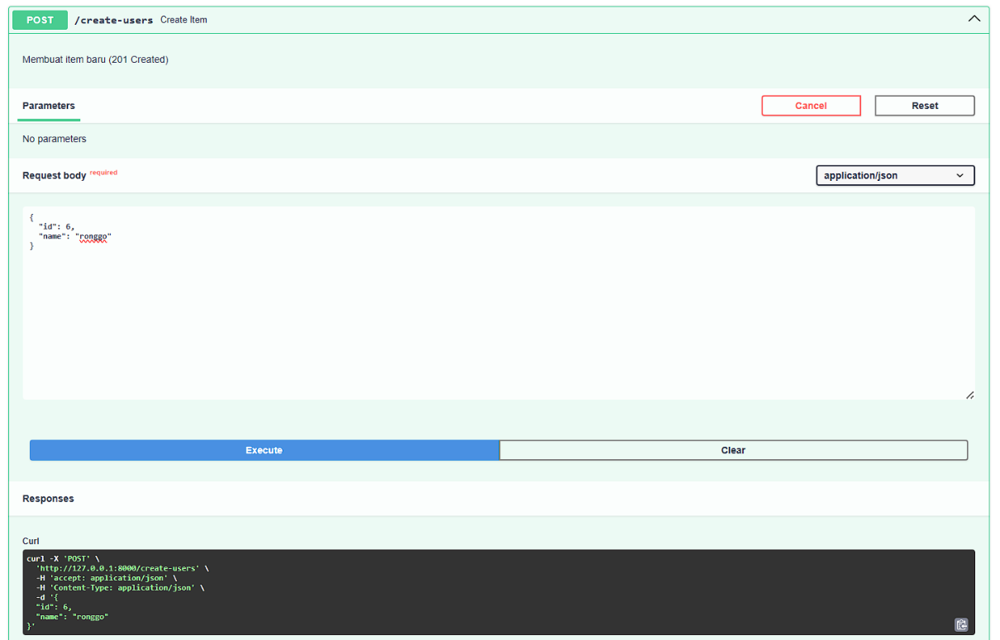 POST /create-users Create Item
Membuat item baru (201 Created)
Parameters
Cancel
Reset
No parameters
Request body required
application/json
{
"id": 6,
"name": "ronggo"
}
Execute
Clear
Responses
Curl
curl -X 'POST' \
'http://127.0.0.1:8000/create-users' \
-H 'accept: application/json' \
-H 'Content-Type: application/json' \
-d '{
"id": 6,
"name": "ronggo"
}'